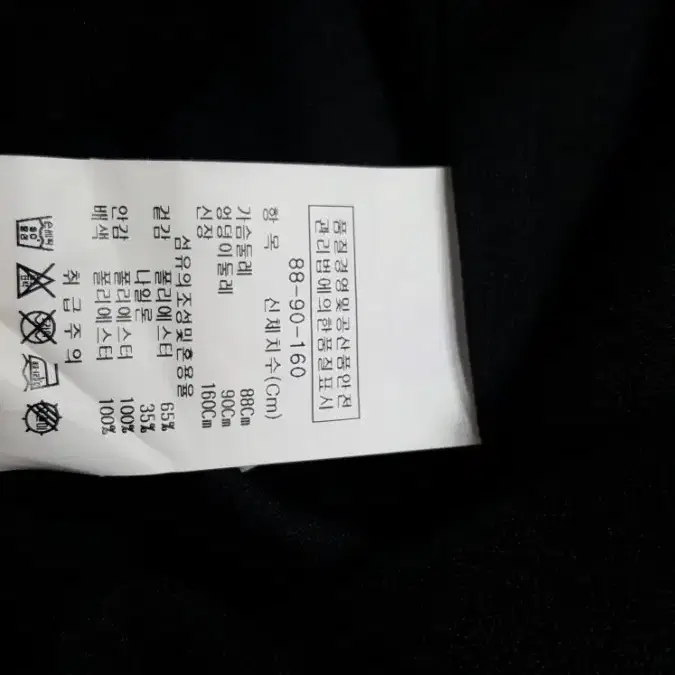 품질경영및공산품안전
관리법에의한품질표시
88-90-160
항 목 신체치수(Cm)
가슴둘레 88Cm
엉덩이둘레 90Cm
신장 160Cm
섬유의조성및혼용율
겉감 폴리에스터 65%
나일론 35%
안감 폴리에스터 100%
배색 폴리에스터 100%
취 급 주 의